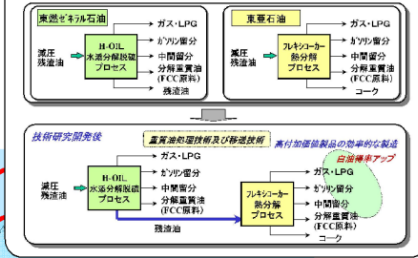 東燃ゼネラル石油
減圧
残渣油
H-OIL
水添分解脱硫
プロセス
ガス・LPG
ガソリン留分
中間留分
分解重質油
(FCC原料)
残渣油
東亜石油
減圧
残渣油
フレキシコーカー
熱分解
プロセス
ガス・LPG
ガソリン留分
中間留分
分解重質油
(FCC原料)
コーク
技術研究開発後
重質油処理技術及び移送技術
高付加価値製品の効率的な製造
白油得率アップ
減圧
残渣油
H-OIL
水添分解脱硫
プロセス
ガス・LPG
ガソリン留分
中間留分
分解重質油
(FCC原料)
残渣油
フレキシコーカー
熱分解
プロセス
ガス・LPG
ガソリン留分
中間留分
分解重質油
(FCC原料)
コーク